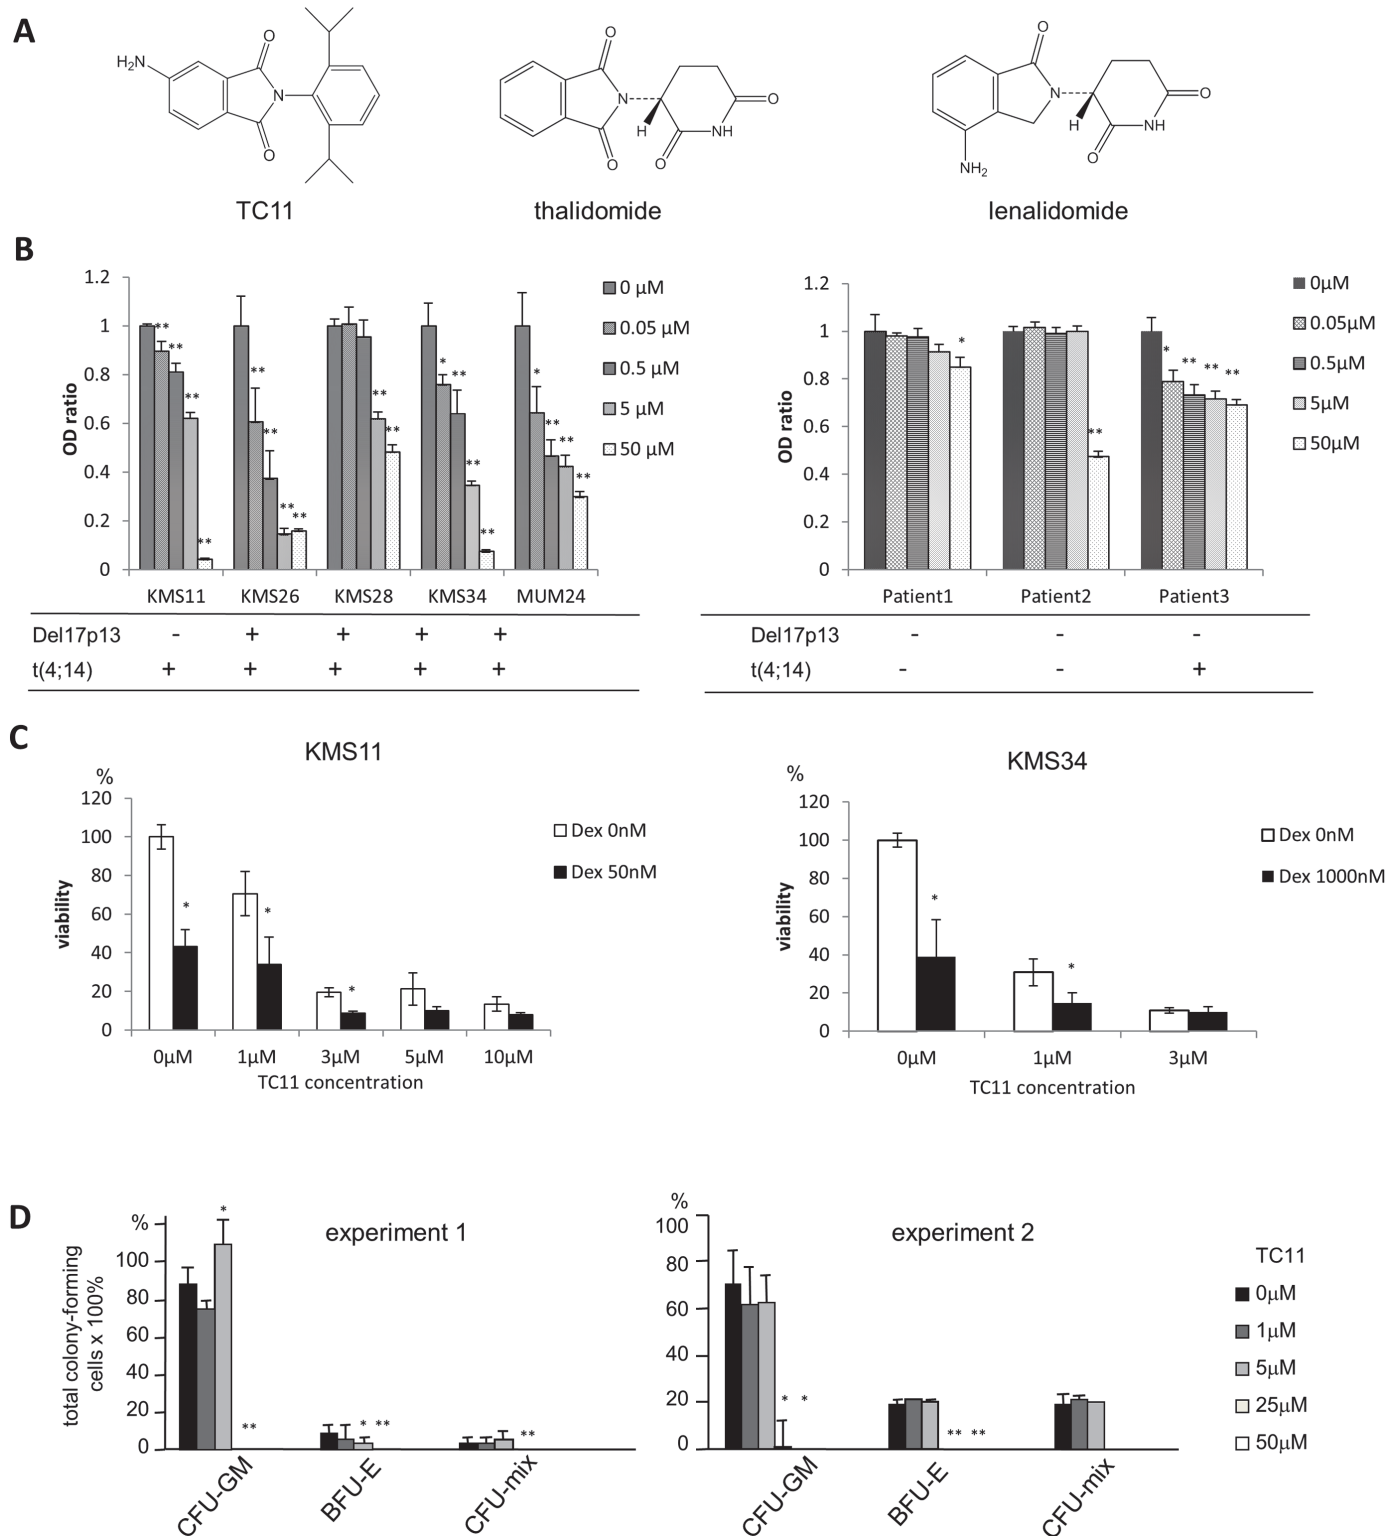 A
H₂N
O
N
O
O
N
H
O
O
NH
O
N
H
O
O
NH
NH₂
TC11
thalidomide
lenalidomide
B
1.2
1
0.8
0.6
0.4
0.2
0
OD ratio
** ** ** **
** ** ** **
** **
* ** ** **
* ** ** **
0 µM
0.05 µM
0.5 µM
5 µM
50 µM
KMS11 KMS26 KMS28 KMS34 MUM24
Del17p13 - + + + +
t(4;14) + + + + +
1.2
1
0.8
0.6
0.4
0.2
0
OD ratio
*
**
* ** ** **
0µM
0.05µM
0.5µM
5µM
50µM
Patient1 Patient2 Patient3
Del17p13 - - -
t(4;14) - - +
C
KMS11
%
120
100
80
60
40
20
0
viability
* * *
Dex 0nM
Dex 50nM
0µM 1µM 3µM 5µM 10µM
TC11 concentration
KMS34
%
120
100
80
60
40
20
0
viability
* *
Dex 0nM
Dex 1000nM
0µM 1µM 3µM
TC11 concentration
D
experiment 1
%
100
80
60
40
20
0
total colony-forming
cells x 100%
*
** * ** **
CFU-GM BFU-E CFU-mix
experiment 2
%
100
80
60
40
20
0
* *
** **
CFU-GM BFU-E CFU-mix
TC11
0µM
1µM
5µM
25µM
50µM